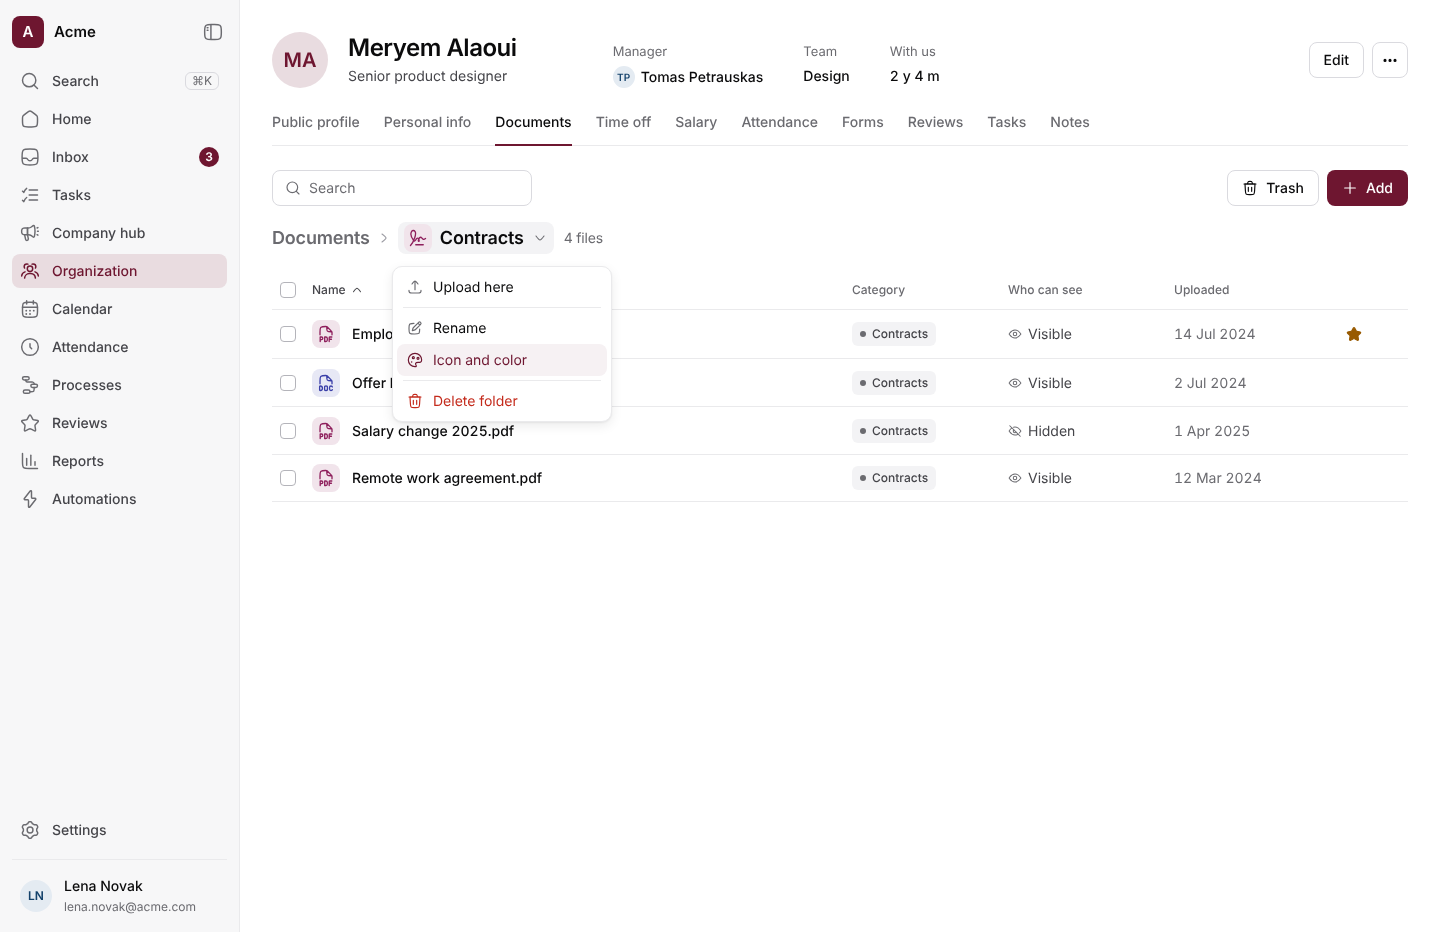 A Acme
Search ⌘K
Home
Inbox 3
Tasks
Company hub
Organization
Calendar
Attendance
Processes
Reviews
Reports
Automations
Settings
LN Lena Novak
lena.novak@acme.com
MA Meryem Alaoui
Senior product designer
Manager
TP Tomas Petrauskas
Team
Design
With us
2 y 4 m
Edit
Public profile Personal info Documents Time off Salary Attendance Forms Reviews Tasks Notes
Search
Trash
Add
Documents Contracts 4 files
Upload here
Rename
Icon and color
Delete folder
Name Category Who can see Uploaded
PDF Emplo Contracts Visible 14 Jul 2024
DOC Offer Contracts Visible 2 Jul 2024
PDF Salary change 2025.pdf Contracts Hidden 1 Apr 2025
PDF Remote work agreement.pdf Contracts Visible 12 Mar 2024